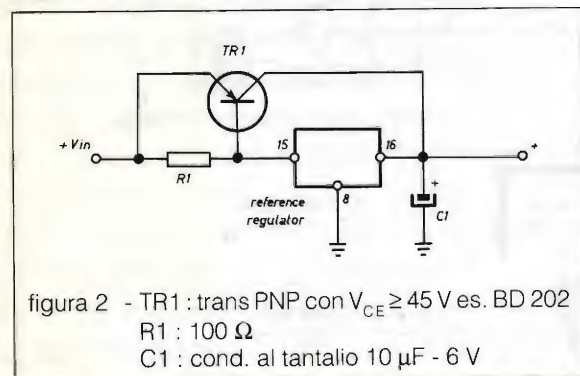 TR1
+Vin
R1
15
16
+
reference
regulator
8
+
C1
figura 2 - TR1 : trans PNP con VCE ≥ 45 V es. BD 202
R1 : 100 Ω
C1 : cond. al tantalio 10 µF - 6 V